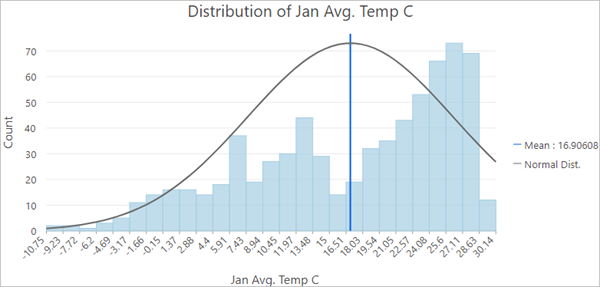 Distribution of Jan Avg. Temp C
70
60
50
40
30
20
10
0
Count
-10.75 -9.23 -7.72 -6.2 -4.69 -3.17 -1.66 -0.15 1.37 2.88 4.4 5.91 7.43 8.94 10.45 11.97 13.48 15 16.51 18.03 19.54 21.05 22.57 24.08 25.6 27.11 28.63 30.14
Jan Avg. Temp C
Mean : 16.90608
Normal Dist.